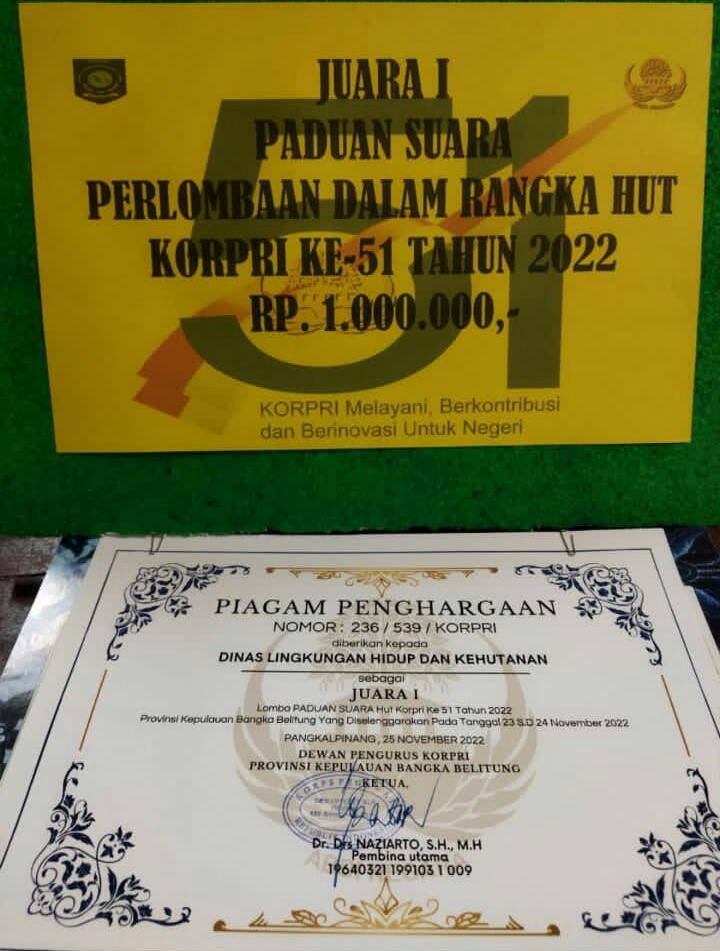 JUARA I
PADUAN SUARA
PERLOMBAAN DALAM RANGKA HUT
KORPRI KE-51 TAHUN 2022
RP. 1.000.000,-
51
KORPRI Melayani, Berkontribusi
dan Berinovasi Untuk Negeri
PIAGAM PENGHARGAAN
NOMOR : 236 / 539 / KORPRI
diberikan kepada
DINAS LINGKUNGAN HIDUP DAN KEHUTANAN
sebagai
JUARA I
Lomba PADUAN SUARA Hut Korpri Ke 51 Tahun 2022
Provinsi Kepulauan Bangka Belitung Yang Diselenggarakan Pada Tanggal 23 S.D 24 November 2022
PANGKALPINANG , 25 NOVEMBER 2022
DEWAN PENGURUS KORPRI
PROVINSI KEPULAUAN BANGKA BELITUNG
KETUA,
Dr. Drs NAZIARTO, S.H., M.H
Pembina utama
19640321 199103 1 009